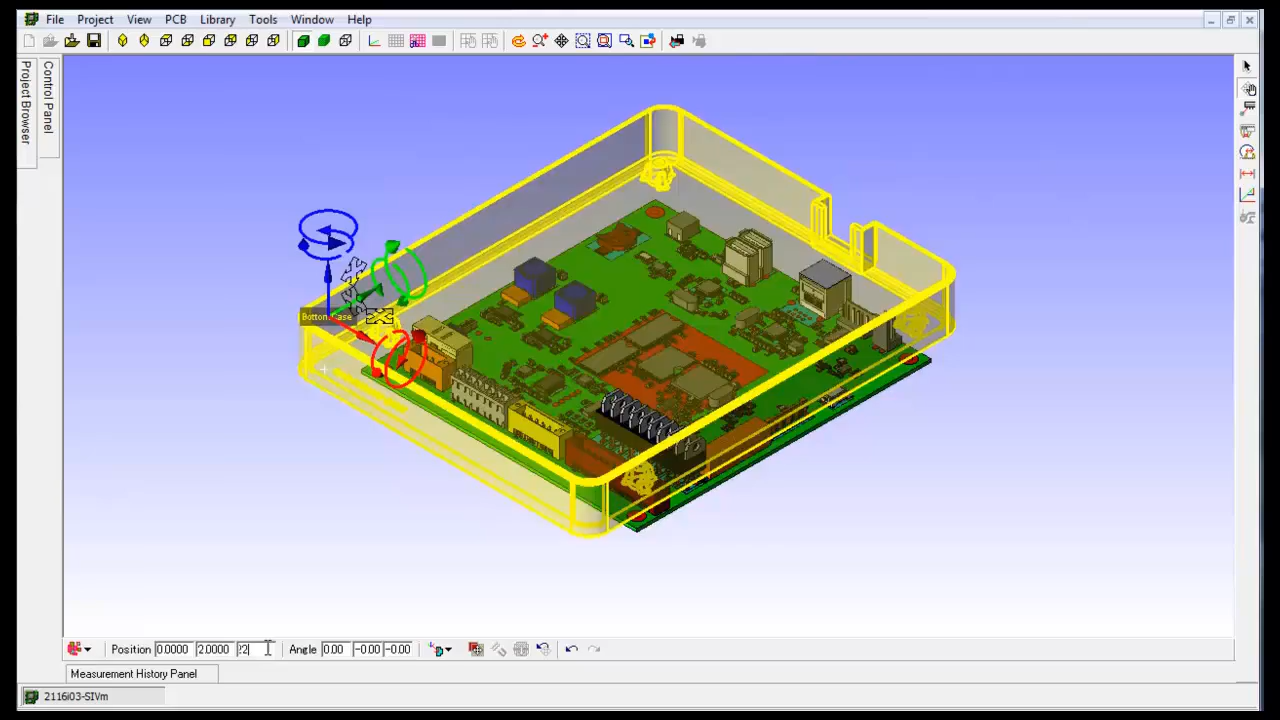 File Project View PCB Library Tools Window Help
Project Browser
Control Panel
Position 0.0000 2.0000 ?2 Angle 0.00 -0.00 -0.00
Measurement History Panel
2116i03-SIVm